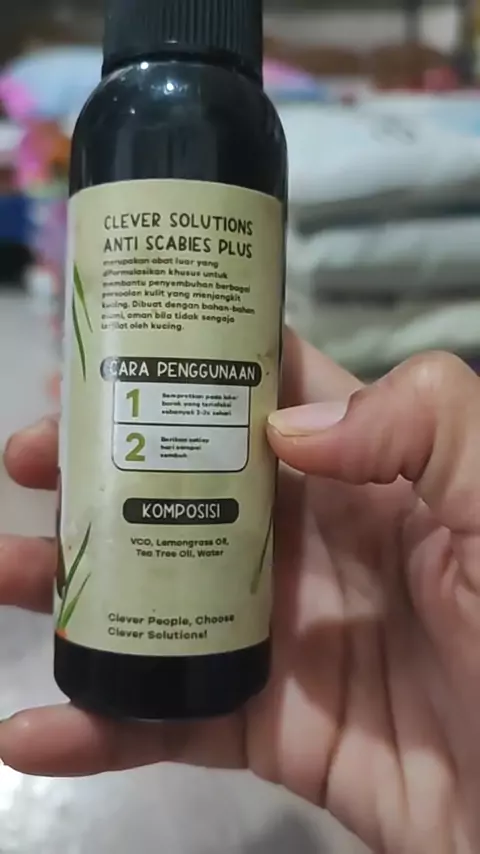 CLEVER SOLUTIONS
ANTI SCABIES PLUS
merupakan obat luar yang
diformulasikan khusus untuk
membantu penyembuhan berbagai
persoalan kulit yang menjangkit
kucing. Dibuat dengan bahan-bahan
alami, aman bila tidak sengaja
terjilat oleh kucing.
CARA PENGGUNAAN
1
Semprotkan pada luka/
borok yang terinfeksi
sebanyak 2-3x sehari
2
Berikan setiap
hari sampai
sembuh
KOMPOSISI
VCO, Lemongrass Oil,
Tea Tree Oil, Water
Clever People, Choose
Clever Solutions!